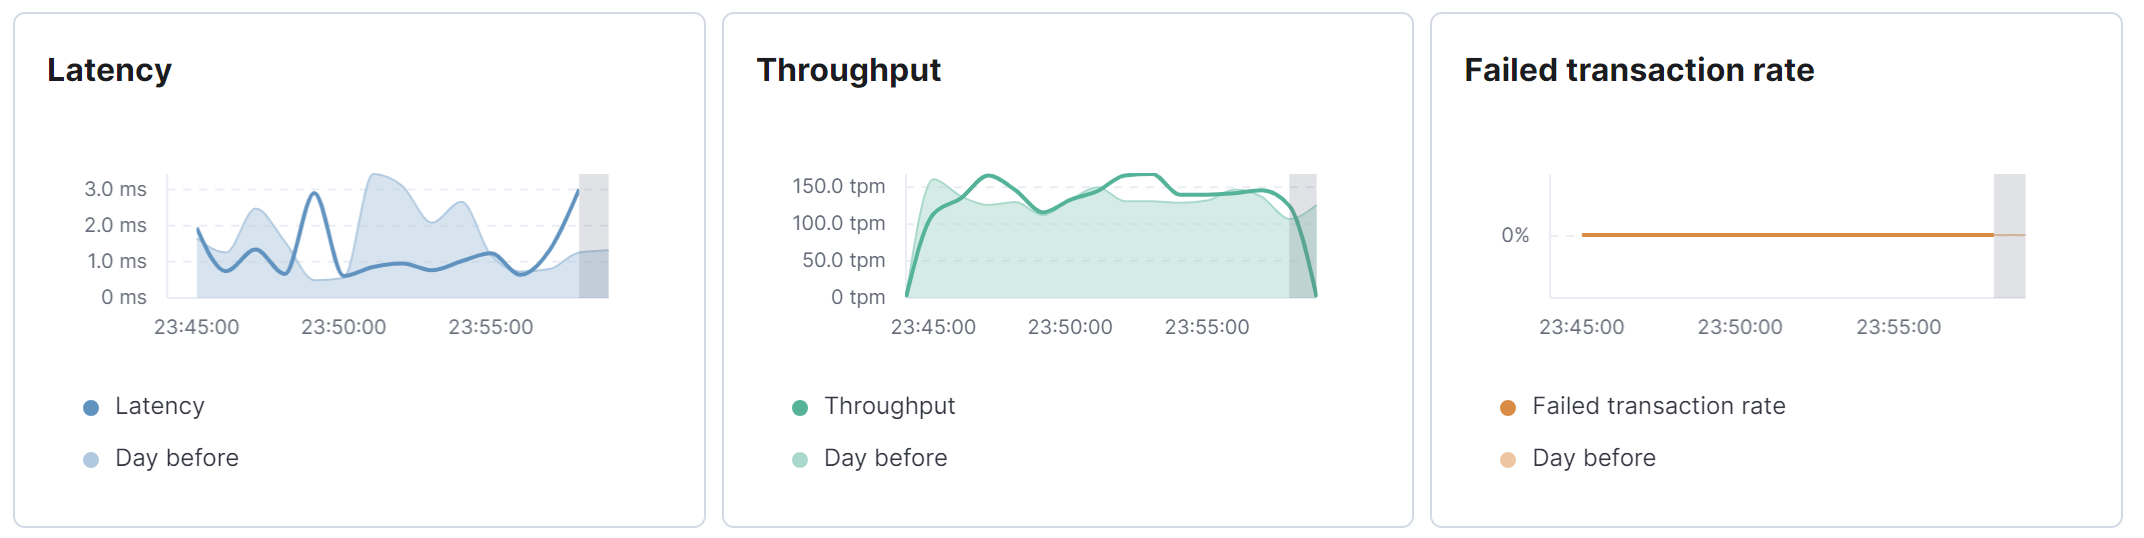 Latency
3.0 ms
2.0 ms
1.0 ms
0 ms
23:45:00 23:50:00 23:55:00
Latency
Day before
Throughput
150.0 tpm
100.0 tpm
50.0 tpm
0 tpm
23:45:00 23:50:00 23:55:00
Throughput
Day before
Failed transaction rate
0%
23:45:00 23:50:00 23:55:00
Failed transaction rate
Day before